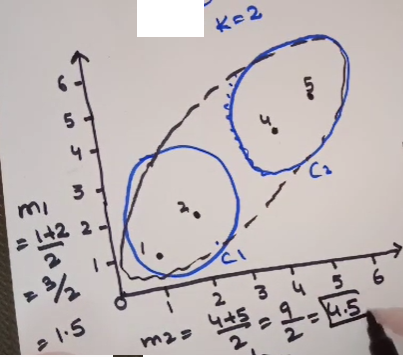 K=2
6
5
4
3
2
1
0
1 2 3 4 5 6
5
4
C2
2
1
C1
m1
= 1+2/2
= 3/2
= 1.5
m2 = 4+5/2 = 9/2 = 4.5